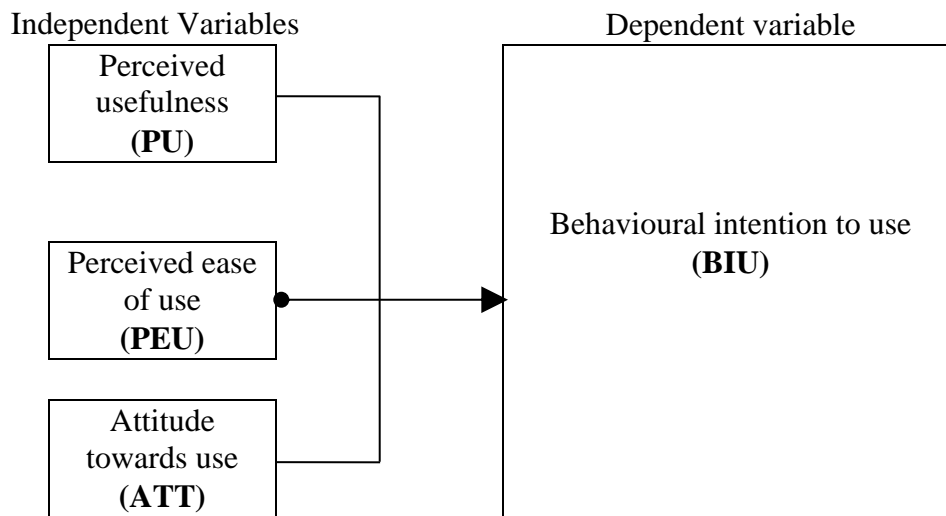 Independent Variables
Perceived
usefulness
(PU)
Perceived ease
of use
(PEU)
Attitude
towards use
(ATT)
Dependent variable
Behavioural intention to use
(BIU)